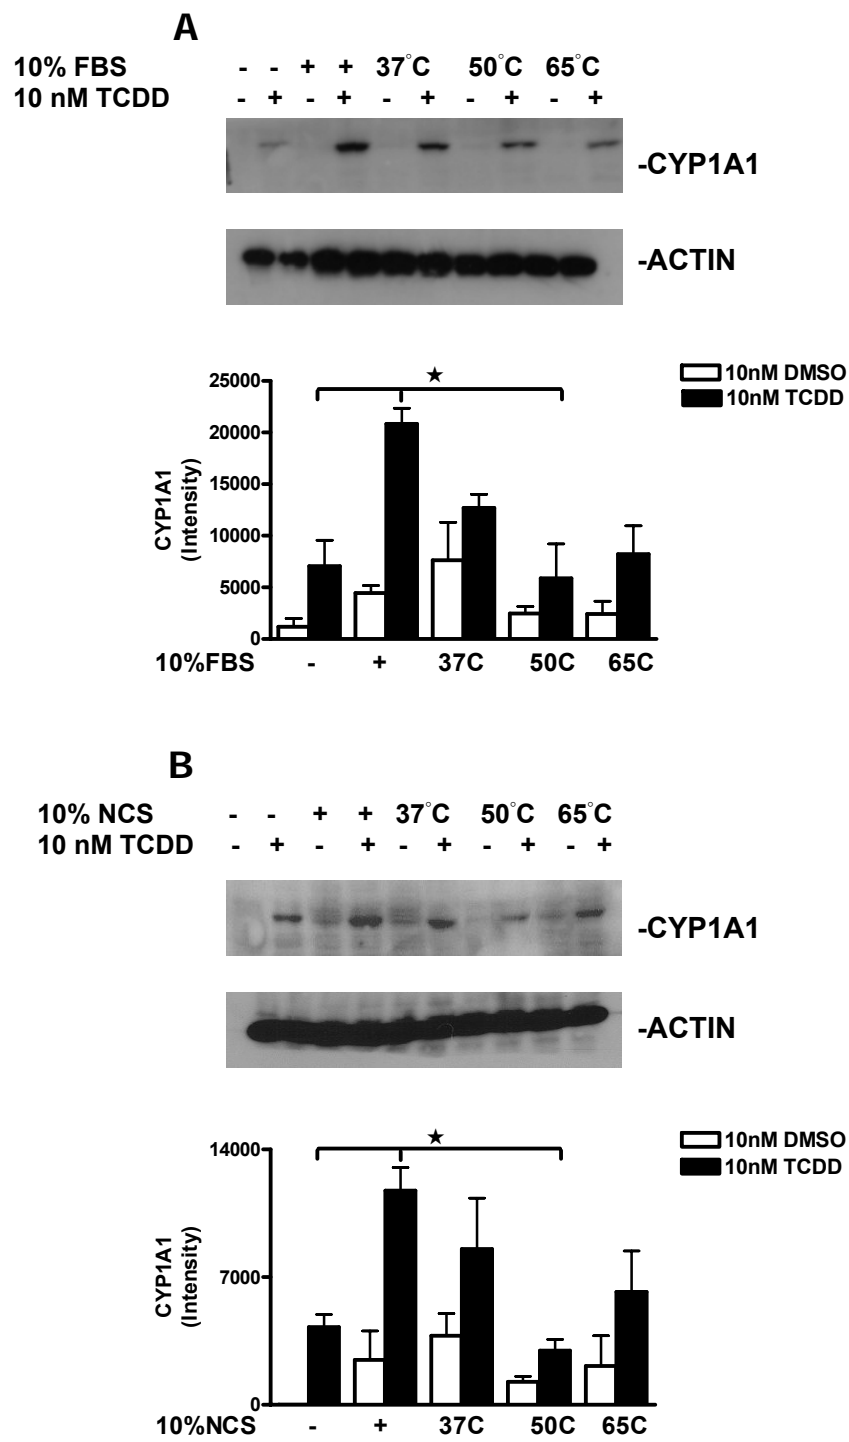 A
10% FBS - - + + 37°C 50°C 65°C
10 nM TCDD - + - + - + - + - +
-CYP1A1
-ACTIN
10nM DMSO
10nM TCDD
★
25000
20000
15000
10000
5000
0
CYP1A1
(Intensity)
10%FBS - + 37C 50C 65C
B
10% NCS - - + + 37°C 50°C 65°C
10 nM TCDD - + - + - + - + - +
-CYP1A1
-ACTIN
10nM DMSO
10nM TCDD
★
14000
7000
0
CYP1A1
(Intensity)
10%NCS - + 37C 50C 65C